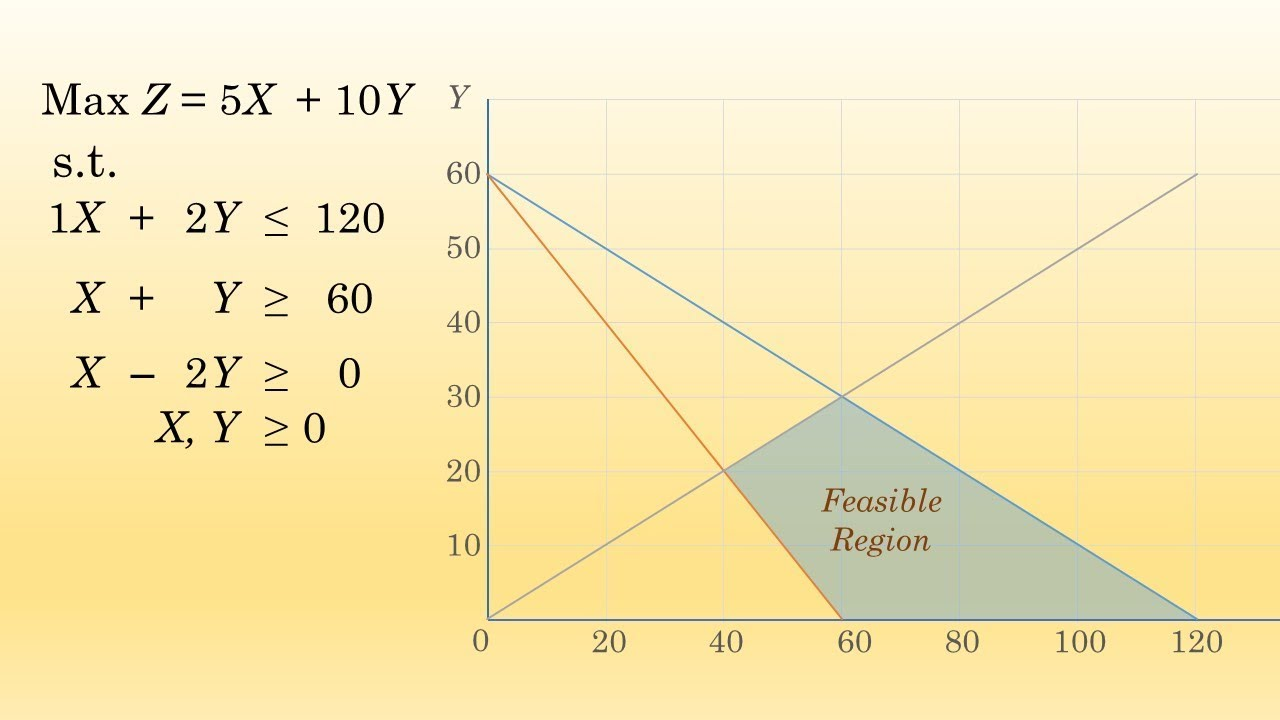 Max Z = 5X + 10Y
s.t.
1X + 2Y ≤ 120
X + Y ≥ 60
X – 2Y ≥ 0
X, Y ≥ 0
Y
60
50
40
30
20
10
Feasible
Region
0 20 40 60 80 100 120